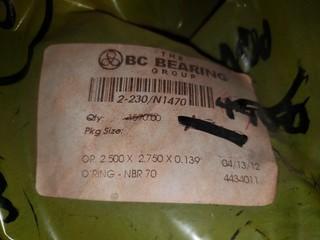 THE
BC BEARING
GROUP
2-230/N1470
Qty:
Pkg Size:
OR 2.500 X 2.750 X 0.139 04/13/12
O'RING - NBR 70 4434011